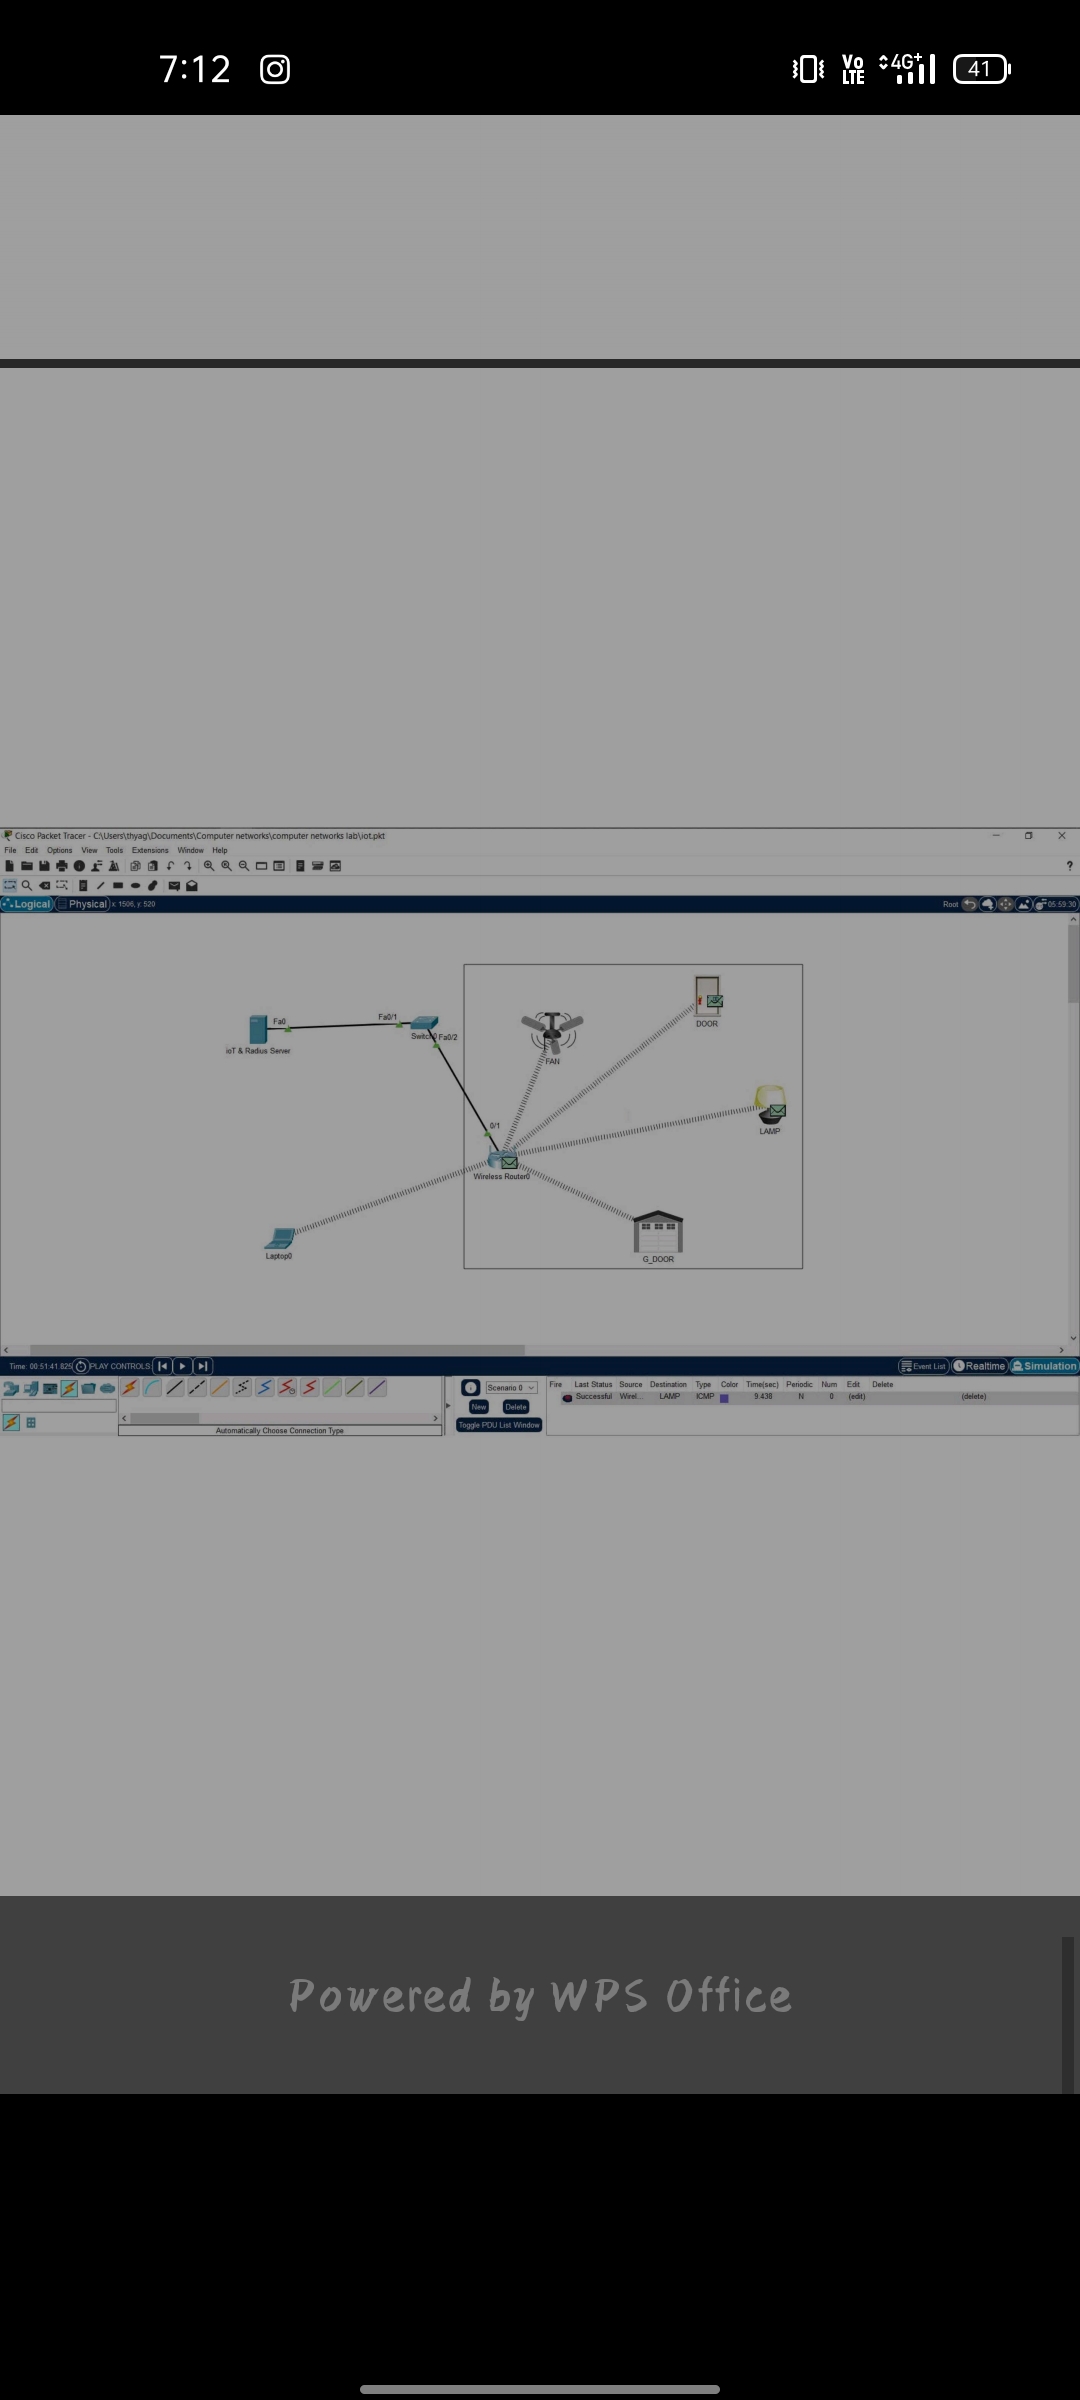 7:12
Vo LTE 4G+ 41
Cisco Packet Tracer - C:\Users\thyag\Documents\Computer networks\computer networks lab\iot.pkt
File Edit Options View Tools Extensions Window Help
?
Logical Physical x: 1506, y: 520 Root 05:59:30
DOOR
Fa0 Fa0/1
Switch0 Fa0/2
ioT & Radius Server
FAN
0/1
LAMP
Wireless Router0
Laptop0
G_DOOR
Time: 00:51:41.825 PLAY CONTROLS: Event List Realtime Simulation
Scenario 0
Fire Last Status Source Destination Type Color Time(sec) Periodic Num Edit Delete
Successful Wirel... LAMP ICMP 9.438 N 0 (edit) (delete)
New Delete
Toggle PDU List Window
Automatically Choose Connection Type
Powered by WPS Office